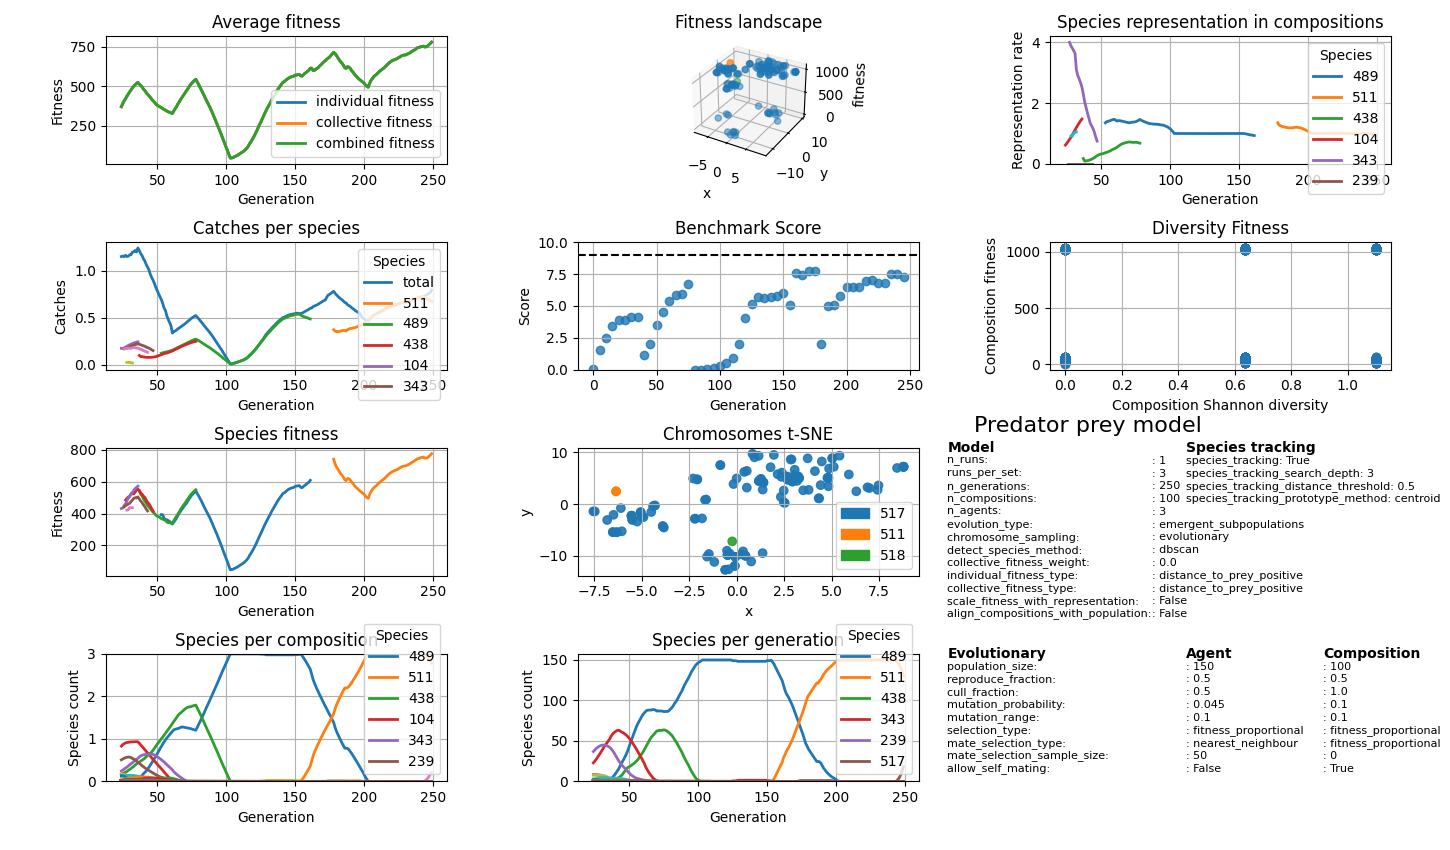 Average fitness
Fitness
750
500
250
50
100
150
200
250
Generation
individual fitness
collective fitness
combined fitness
Fitness landscape
1000
500
0
fitness
−5
0
5
x
10
0
−10
y
Species representation in compositions
Representation rate
4
2
0
50
100
150
200
250
Generation
Species
489
511
438
104
343
239
Catches per species
Catches
1.0
0.5
0.0
50
100
150
200
250
Generation
Species
total
511
489
438
104
343
Benchmark Score
Score
10.0
7.5
5.0
2.5
0.0
0
50
100
150
200
250
Generation
Diversity Fitness
Composition fitness
1000
500
0
0.0
0.2
0.4
0.6
0.8
1.0
Composition Shannon diversity
Species fitness
Fitness
800
600
400
200
50
100
150
200
250
Generation
Chromosomes t-SNE
y
10
0
−10
−7.5
−5.0
−2.5
0.0
2.5
5.0
7.5
x
517
511
518
Predator prey model
Model
n_runs: : 1
runs_per_set: : 3
n_generations: : 250
n_compositions: : 100
n_agents: : 3
evolution_type: : emergent_subpopulations
chromosome_sampling: : evolutionary
detect_species_method: : dbscan
collective_fitness_weight: : 0.0
individual_fitness_type: : distance_to_prey_positive
collective_fitness_type: : distance_to_prey_positive
scale_fitness_with_representation: : False
align_compositions_with_population: : False
Species tracking
species_tracking: True
species_tracking_search_depth: 3
species_tracking_distance_threshold: 0.5
species_tracking_prototype_method: centroid
Species per composition
Species count
3
2
1
0
50
100
150
200
250
Generation
Species
489
511
438
104
343
239
Species per generation
Species count
150
100
50
0
50
100
150
200
250
Generation
Species
489
511
438
343
239
517
Evolutionary Agent Composition
population_size: : 150 : 100
reproduce_fraction: : 0.5 : 0.5
cull_fraction: : 0.5 : 1.0
mutation_probability: : 0.045 : 0.1
mutation_range: : 0.1 : 0.1
selection_type: : fitness_proportional : fitness_proportional
mate_selection_type: : nearest_neighbour : fitness_proportional
mate_selection_sample_size: : 50 : 0
allow_self_mating: : False : True